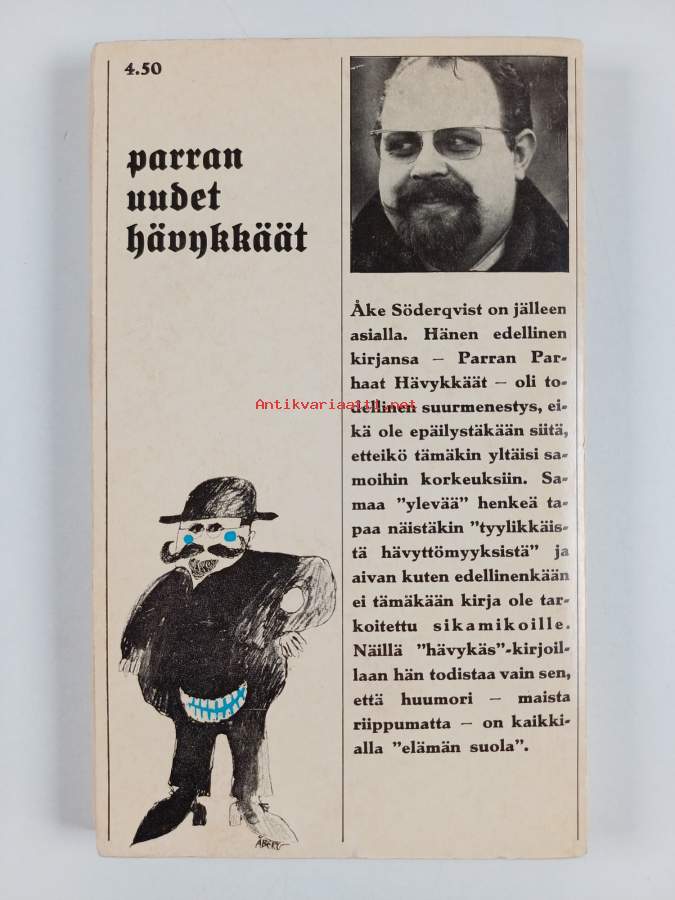 4.50
parran
uudet
hävykkäät
Åke Söderqvist on jälleen
asialla. Hänen edellinen
kirjansa – Parran Par-
haat Hävykkäät – oli to-
dellinen suurmenestys, ei-
kä ole epäilystäkään siitä,
etteikö tämäkin yltäisi sa-
moihin korkeuksiin. Sa-
maa ”ylevää” henkeä ta-
paa näistäkin ”tyylikkäis-
tä hävyttömyyksistä” ja
aivan kuten edellinenkään
ei tämäkään kirja ole tar-
koitettu sikamikoille.
Näillä ”hävykäs”-kirjoil-
laan hän todistaa vain sen,
että huumori – maista
riippumatta – on kaikki-
alla ”elämän suola”.
Antikvariaatti.net
ÅBERG